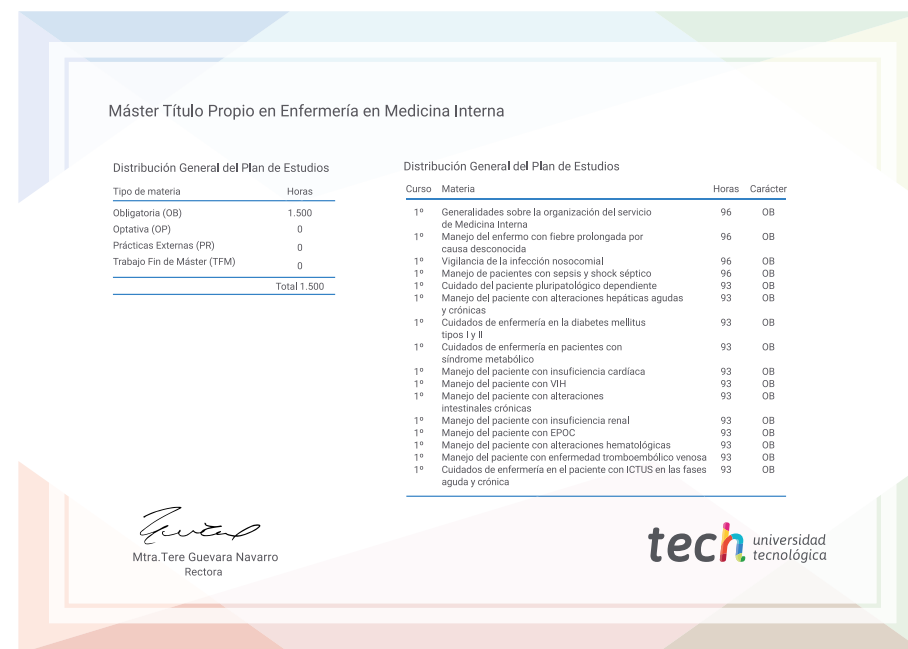 Máster Título Propio en Enfermería en Medicina Interna
Distribución General del Plan de Estudios
Tipo de materia Horas
Obligatoria (OB) 1.500
Optativa (OP) 0
Prácticas Externas (PR) 0
Trabajo Fin de Máster (TFM) 0
Total 1.500
Distribución General del Plan de Estudios
Curso Materia Horas Carácter
1º Generalidades sobre la organización del servicio 96 OB
de Medicina Interna
1º Manejo del enfermo con fiebre prolongada por 96 OB
causa desconocida
1º Vigilancia de la infección nosocomial 96 OB
1º Manejo de pacientes con sepsis y shock séptico 96 OB
1º Cuidado del paciente pluripatológico dependiente 93 OB
1º Manejo del paciente con alteraciones hepáticas agudas 93 OB
y crónicas
1º Cuidados de enfermería en la diabetes mellitus 93 OB
tipos I y II
1º Cuidados de enfermería en pacientes con 93 OB
síndrome metabólico
1º Manejo del paciente con insuficiencia cardíaca 93 OB
1º Manejo del paciente con VIH 93 OB
1º Manejo del paciente con alteraciones 93 OB
intestinales crónicas
1º Manejo del paciente con insuficiencia renal 93 OB
1º Manejo del paciente con EPOC 93 OB
1º Manejo del paciente con alteraciones hematológicas 93 OB
1º Manejo del paciente con enfermedad tromboembólico venosa 93 OB
1º Cuidados de enfermería en el paciente con ICTUS en las fases 93 OB
aguda y crónica
Mtra.Tere Guevara Navarro
Rectora
tech universidad
tecnológica